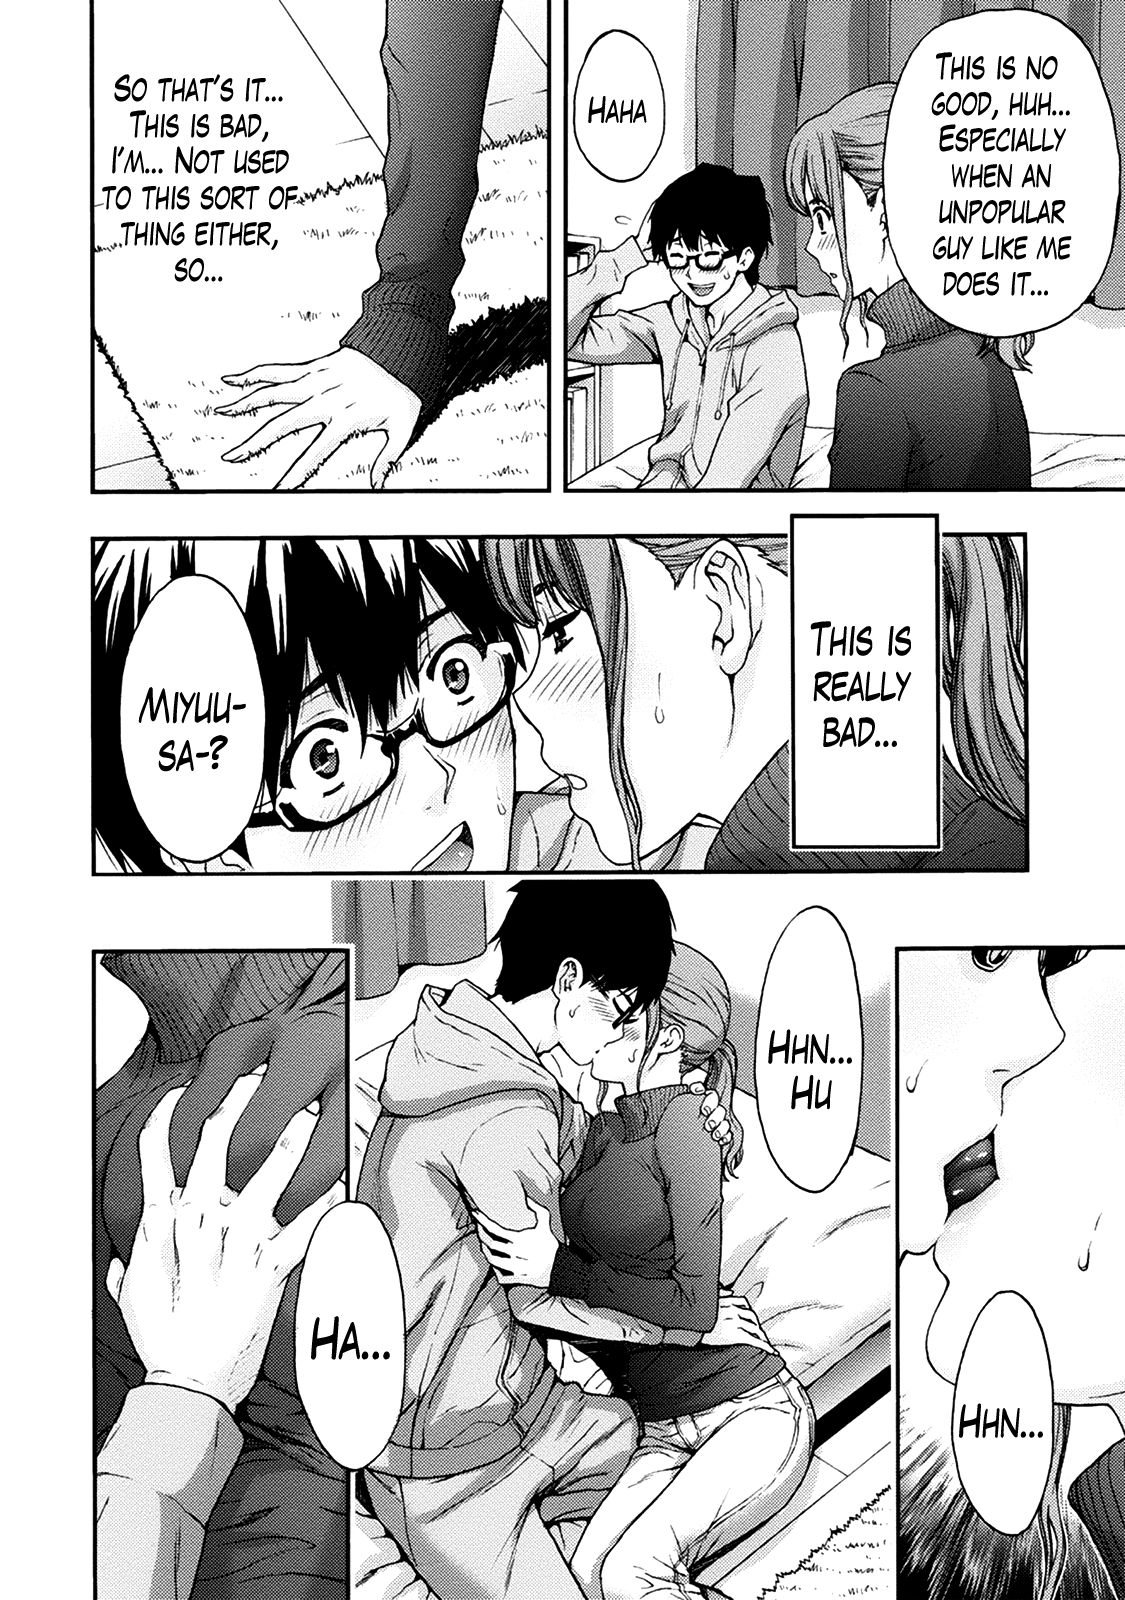 THIS IS NO
GOOD, HUH...
ESPECIALLY
WHEN AN
UNPOPULAR
GUY LIKE ME
DOES IT...
HAHA
SO THAT'S IT...
THIS IS BAD,
I'M... NOT USED
TO THIS SORT OF
THING EITHER,
SO...
THIS IS
REALLY
BAD...
MIYUU-
SA-?
HHN...
HHN...
HU
HA...